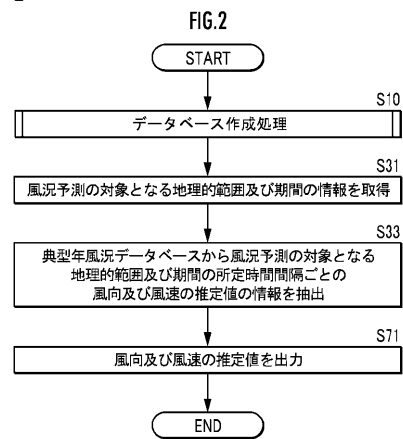 FIG.2
START
S10
データベース作成処理
S31
風況予測の対象となる地理的範囲及び期間の情報を取得
S33
典型年風況データベースから風況予測の対象となる
地理的範囲及び期間の所定時間間隔ごとの
風向及び風速の推定値の情報を抽出
S71
風向及び風速の推定値を出力
END